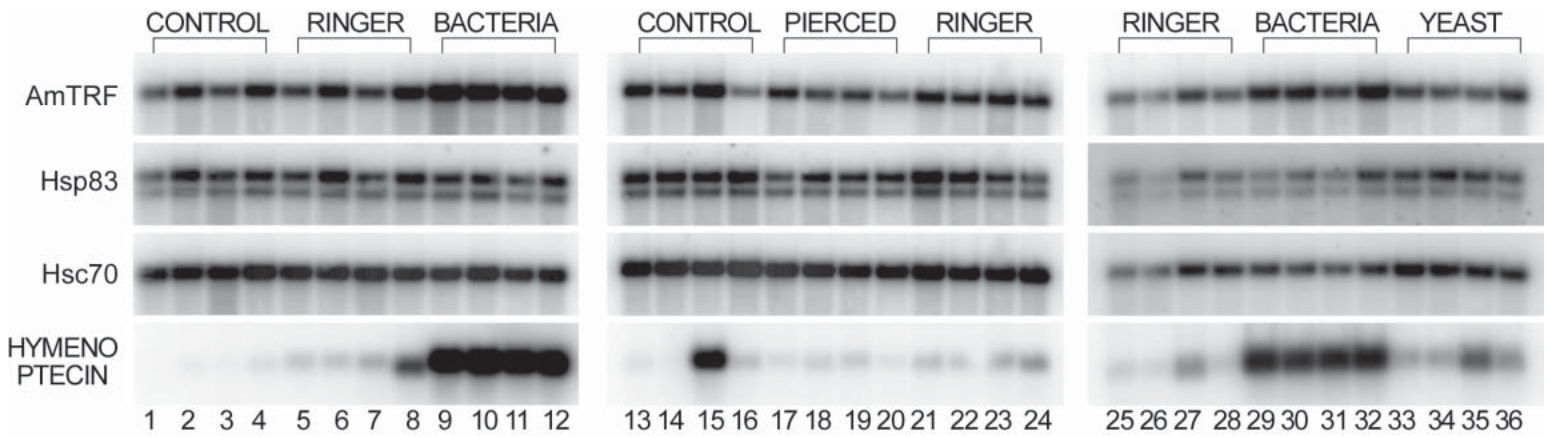 CONTROL RINGER BACTERIA CONTROL PIERCED RINGER RINGER BACTERIA YEAST
AmTRF
Hsp83
Hsc70
HYMENO
PTECIN
1 2 3 4 5 6 7 8 9 10 11 12 13 14 15 16 17 18 19 20 21 22 23 24 25 26 27 28 29 30 31 32 33 34 35 36